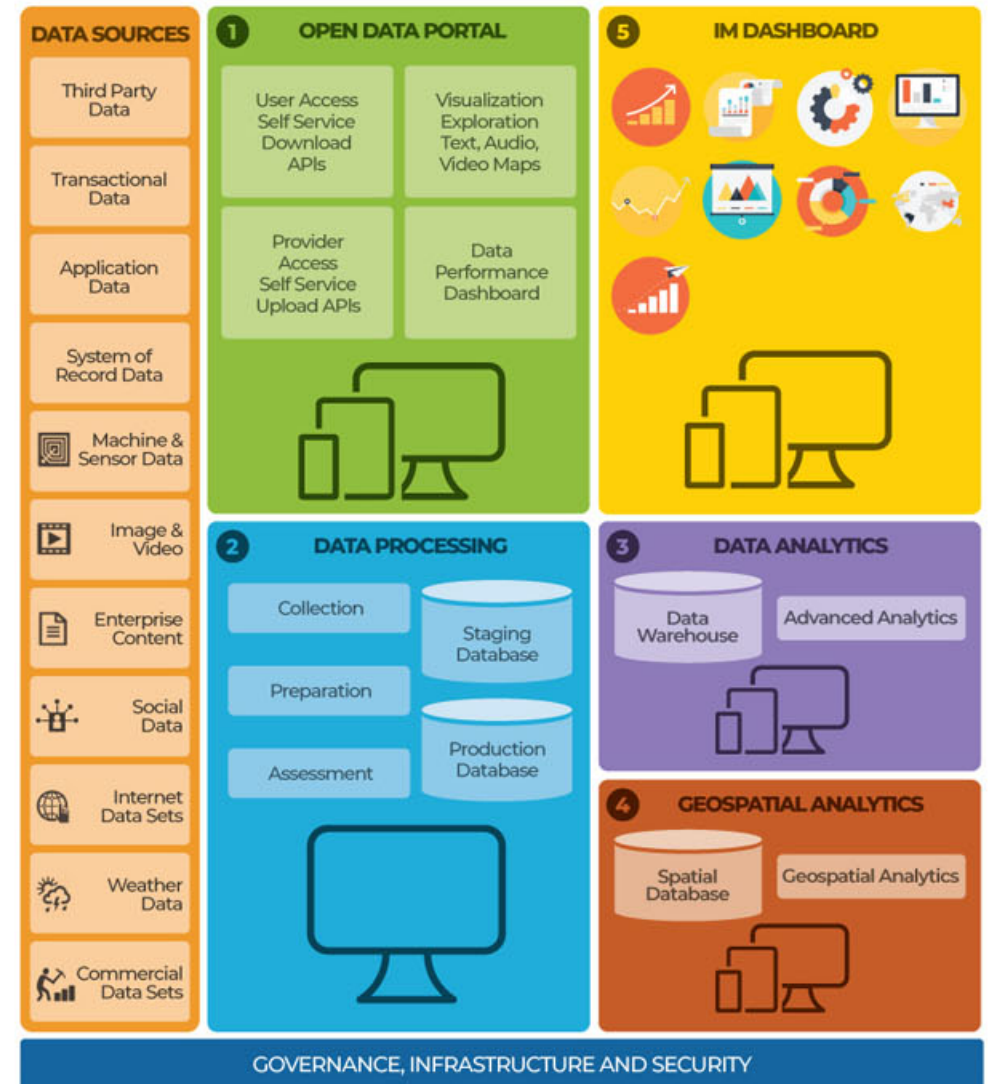 DATA SOURCES
Third Party
Data
Transactional
Data
Application
Data
System of
Record Data
Machine &
Sensor Data
Image &
Video
Enterprise
Content
Social
Data
Internet
Data Sets
Weather
Data
Commercial
Data Sets
1
OPEN DATA PORTAL
User Access
Self Service
Download
APIs
Visualization
Exploration
Text, Audio,
Video Maps
Provider
Access
Self Service
Upload APIs
Data
Performance
Dashboard
5
IM DASHBOARD
2
DATA PROCESSING
Collection
Preparation
Assessment
Staging
Database
Production
Database
3
DATA ANALYTICS
Data
Warehouse
Advanced Analytics
4
GEOSPATIAL ANALYTICS
Spatial
Database
Geospatial Analytics
GOVERNANCE, INFRASTRUCTURE AND SECURITY